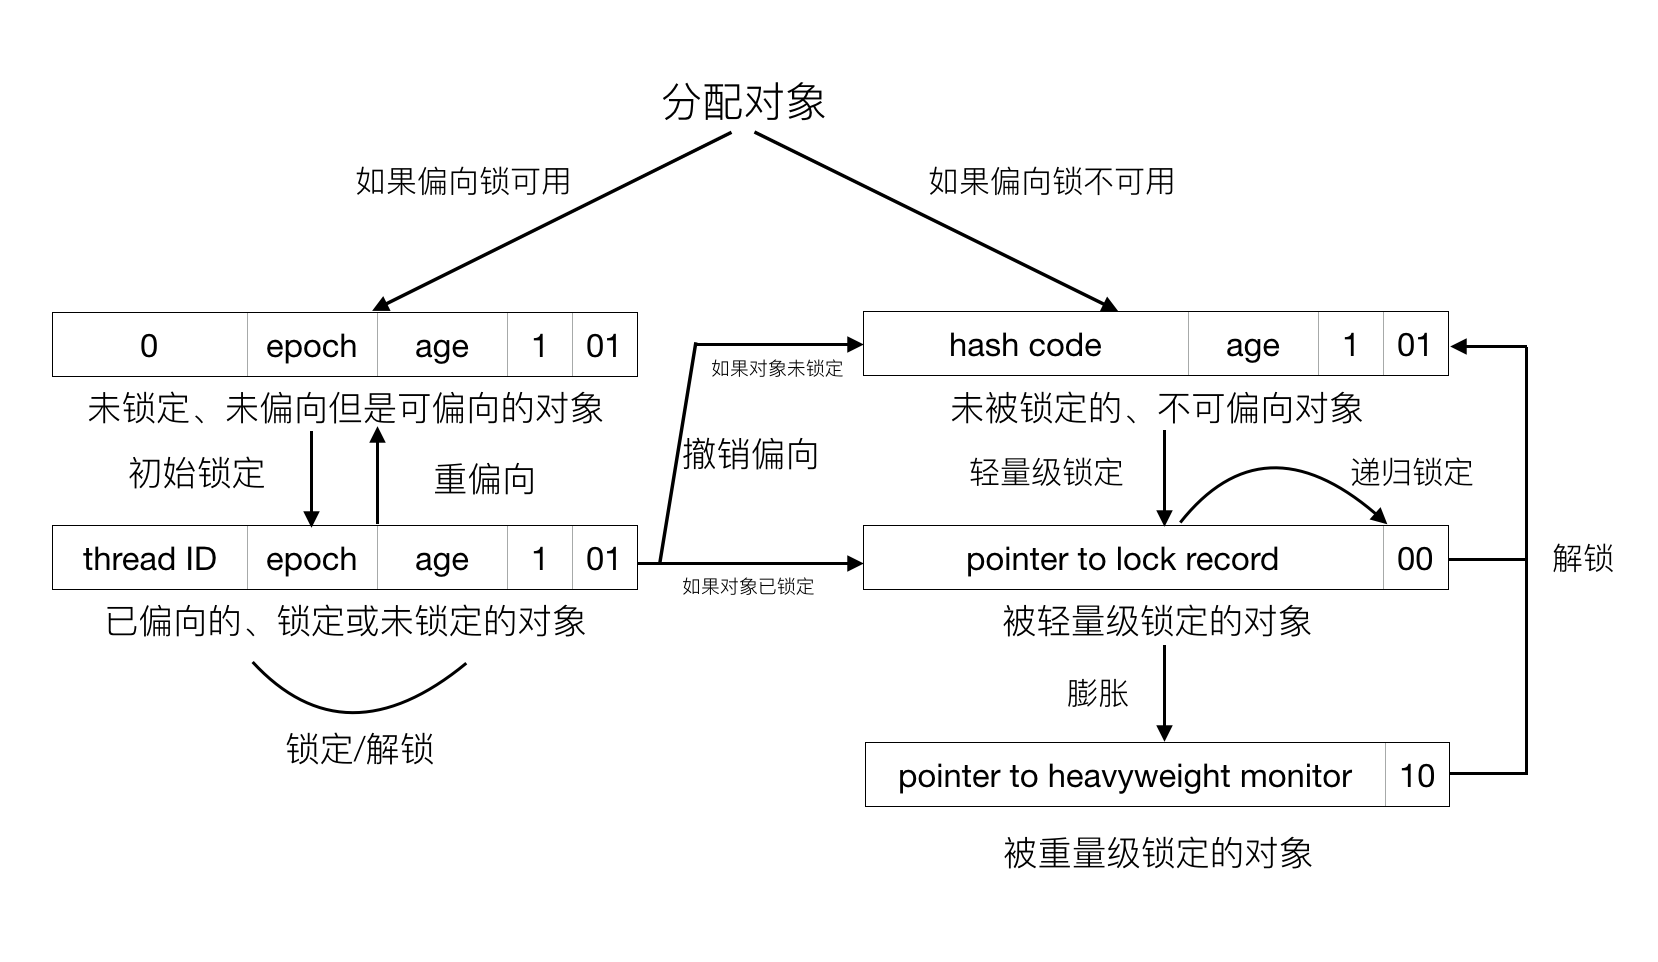 分配对象
如果偏向锁可用
如果偏向锁不可用
0 epoch age 1 01
hash code age 1 01
如果对象未锁定
未锁定、未偏向但是可偏向的对象
未被锁定的、不可偏向对象
初始锁定
重偏向
撤销偏向
轻量级锁定
递归锁定
thread ID epoch age 1 01
pointer to lock record 00
解锁
如果对象已锁定
已偏向的、锁定或未锁定的对象
被轻量级锁定的对象
膨胀
锁定/解锁
pointer to heavyweight monitor 10
被重量级锁定的对象